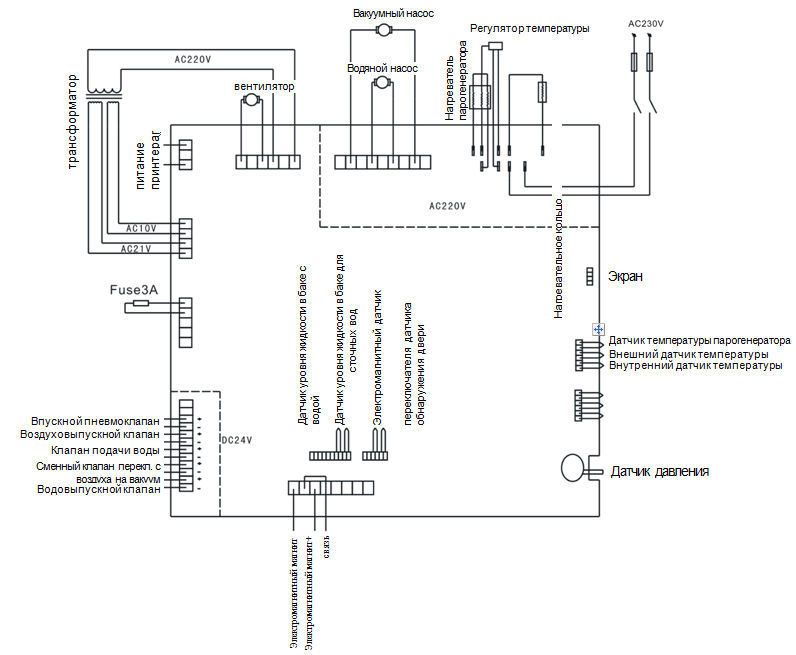 Вакуумный насос
Регулятор температуры
AC230V
AC220V
Водяной насос
вентилятор
Нагреватель
парогенератора
трансформатор
питание
принтера
AC220V
AC10V
AC21V
Нагревательное кольцо
Экран
Fuse3A
Датчик уровня жидкости в баке с
водой
Датчик уровня жидкости в баке для
сточных вод
Электромагнитный датчик
переключателя датчика
обнаружения двери
Датчик температуры парогенератора
Внешний датчик температуры
Внутренний датчик температуры
DC24V
Впускной пневмоклапан +
Воздуховыпускной клапан -
+
Клапан подачи воды -
+
Сменный клапан перекл. с -
воздуха на вакуум +
Водовыпускной клапан -
Датчик давления
Электромагнитный магнит
Электромагнитный магнит+
связь